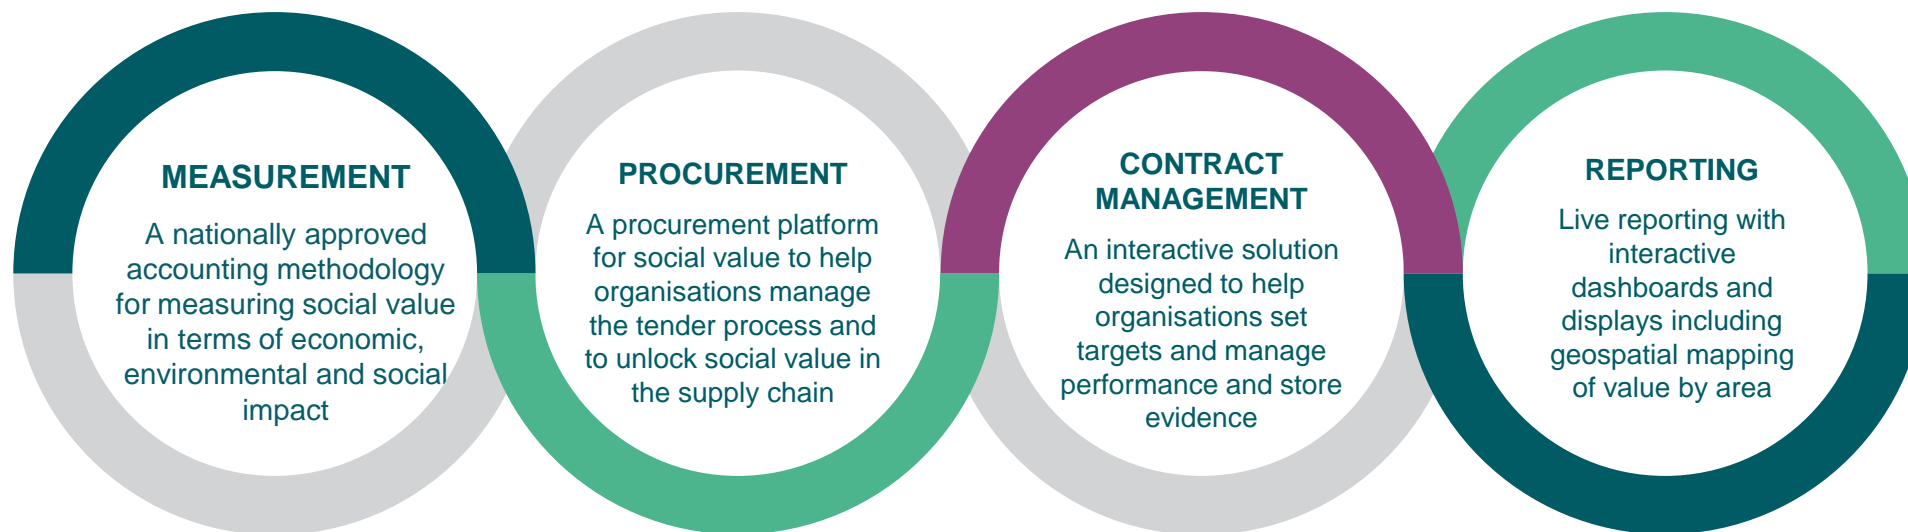 MEASUREMENT
A nationally approved
accounting methodology
for measuring social value
in terms of economic,
environmental and social
impact
PROCUREMENT
A procurement platform
for social value to help
organisations manage
the tender process and
to unlock social value in
the supply chain
CONTRACT
MANAGEMENT
An interactive solution
designed to help
organisations set
targets and manage
performance and store
evidence
REPORTING
Live reporting with
interactive
dashboards and
displays including
geospatial mapping
of value by area